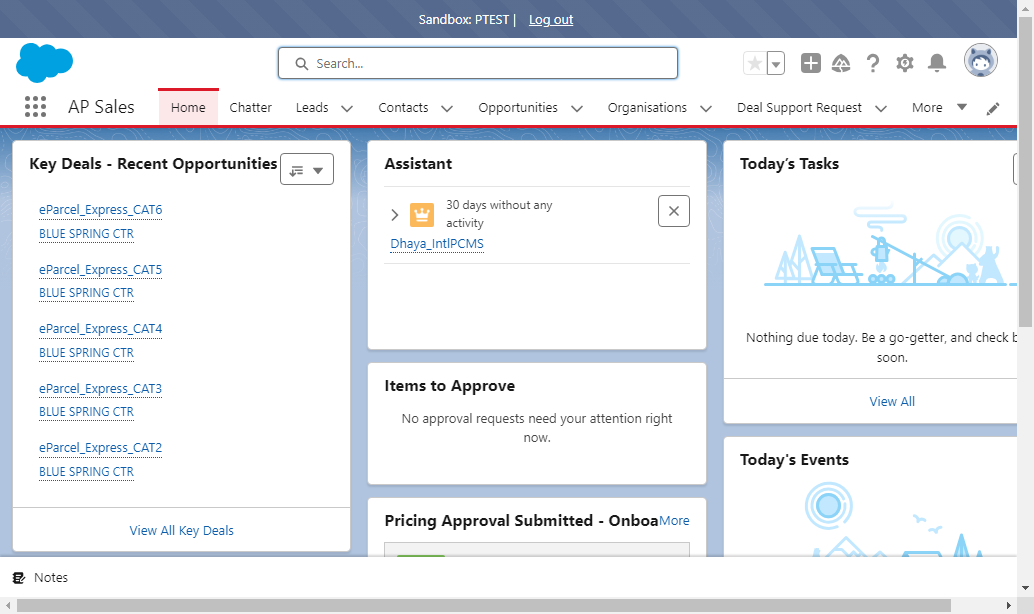 Sandbox: PTEST | Log out
Search...
AP Sales
Home
Chatter
Leads
Contacts
Opportunities
Organisations
Deal Support Request
More
Key Deals - Recent Opportunities
eParcel_Express_CAT6
BLUE SPRING CTR
eParcel_Express_CAT5
BLUE SPRING CTR
eParcel_Express_CAT4
BLUE SPRING CTR
eParcel_Express_CAT3
BLUE SPRING CTR
eParcel_Express_CAT2
BLUE SPRING CTR
View All Key Deals
Assistant
30 days without any
activity
Dhaya_IntlPCMS
Items to Approve
No approval requests need your attention right
now.
Pricing Approval Submitted - Onboa
More
Today’s Tasks
Nothing due today. Be a go-getter, and check b
soon.
View All
Today's Events
Notes